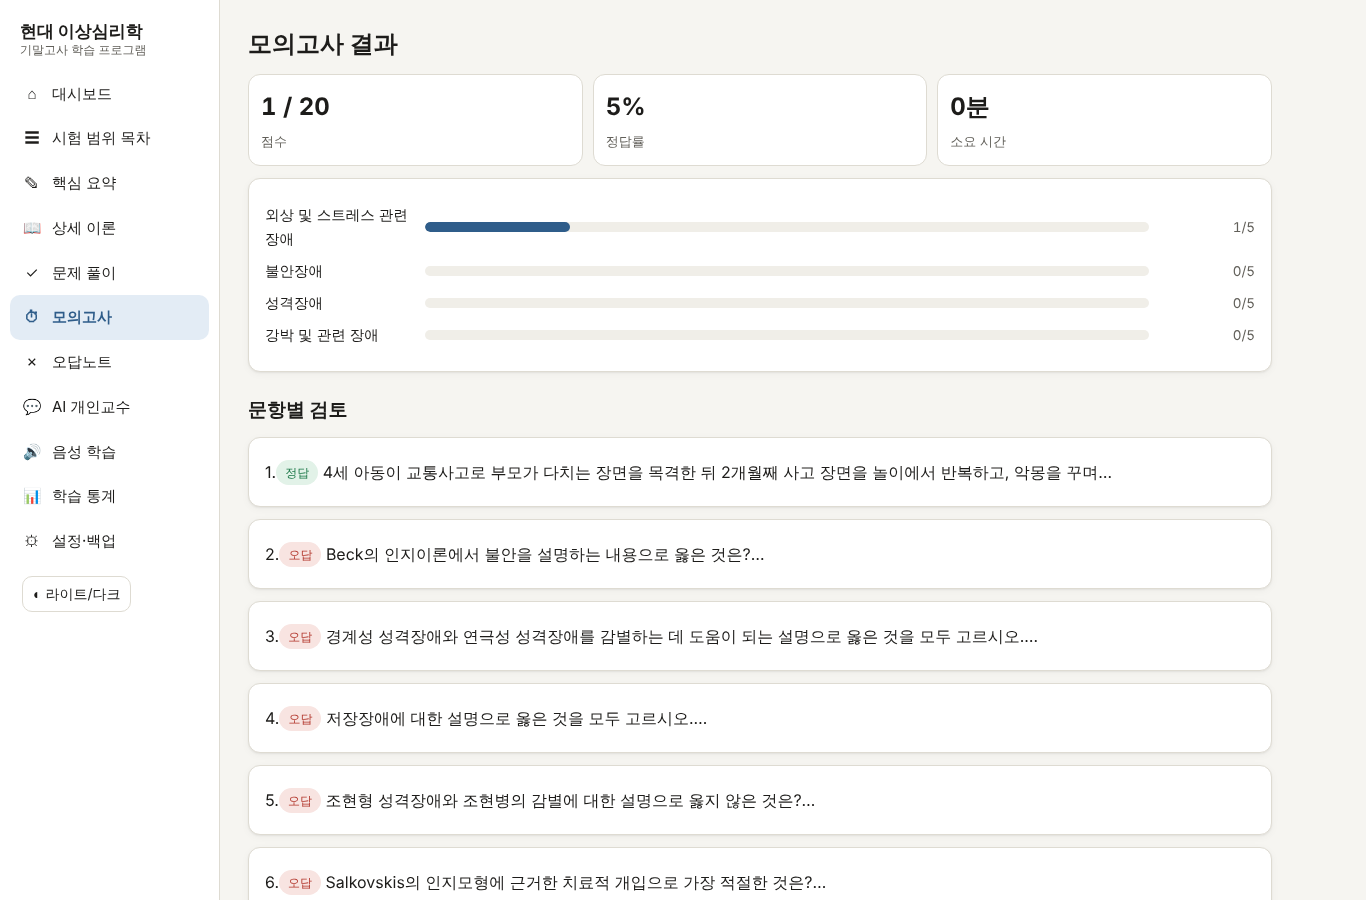 현대 이상심리학
기말고사 학습 프로그램
대시보드
시험 범위 목차
핵심 요약
상세 이론
문제 풀이
모의고사
오답노트
AI 개인교수
음성 학습
학습 통계
설정·백업
라이트/다크
모의고사 결과
1 / 20
점수
5%
정답률
0분
소요 시간
외상 및 스트레스 관련
장애
1/5
불안장애
0/5
성격장애
0/5
강박 및 관련 장애
0/5
문항별 검토
1. 정답 4세 아동이 교통사고로 부모가 다치는 장면을 목격한 뒤 2개월째 사고 장면을 놀이에서 반복하고, 악몽을 꾸며…
2. 오답 Beck의 인지이론에서 불안을 설명하는 내용으로 옳은 것은?…
3. 오답 경계성 성격장애와 연극성 성격장애를 감별하는 데 도움이 되는 설명으로 옳은 것을 모두 고르시오.…
4. 오답 저장장애에 대한 설명으로 옳은 것을 모두 고르시오.…
5. 오답 조현형 성격장애와 조현병의 감별에 대한 설명으로 옳지 않은 것은?…
6. 오답 Salkovskis의 인지모형에 근거한 치료적 개입으로 가장 적절한 것은?…